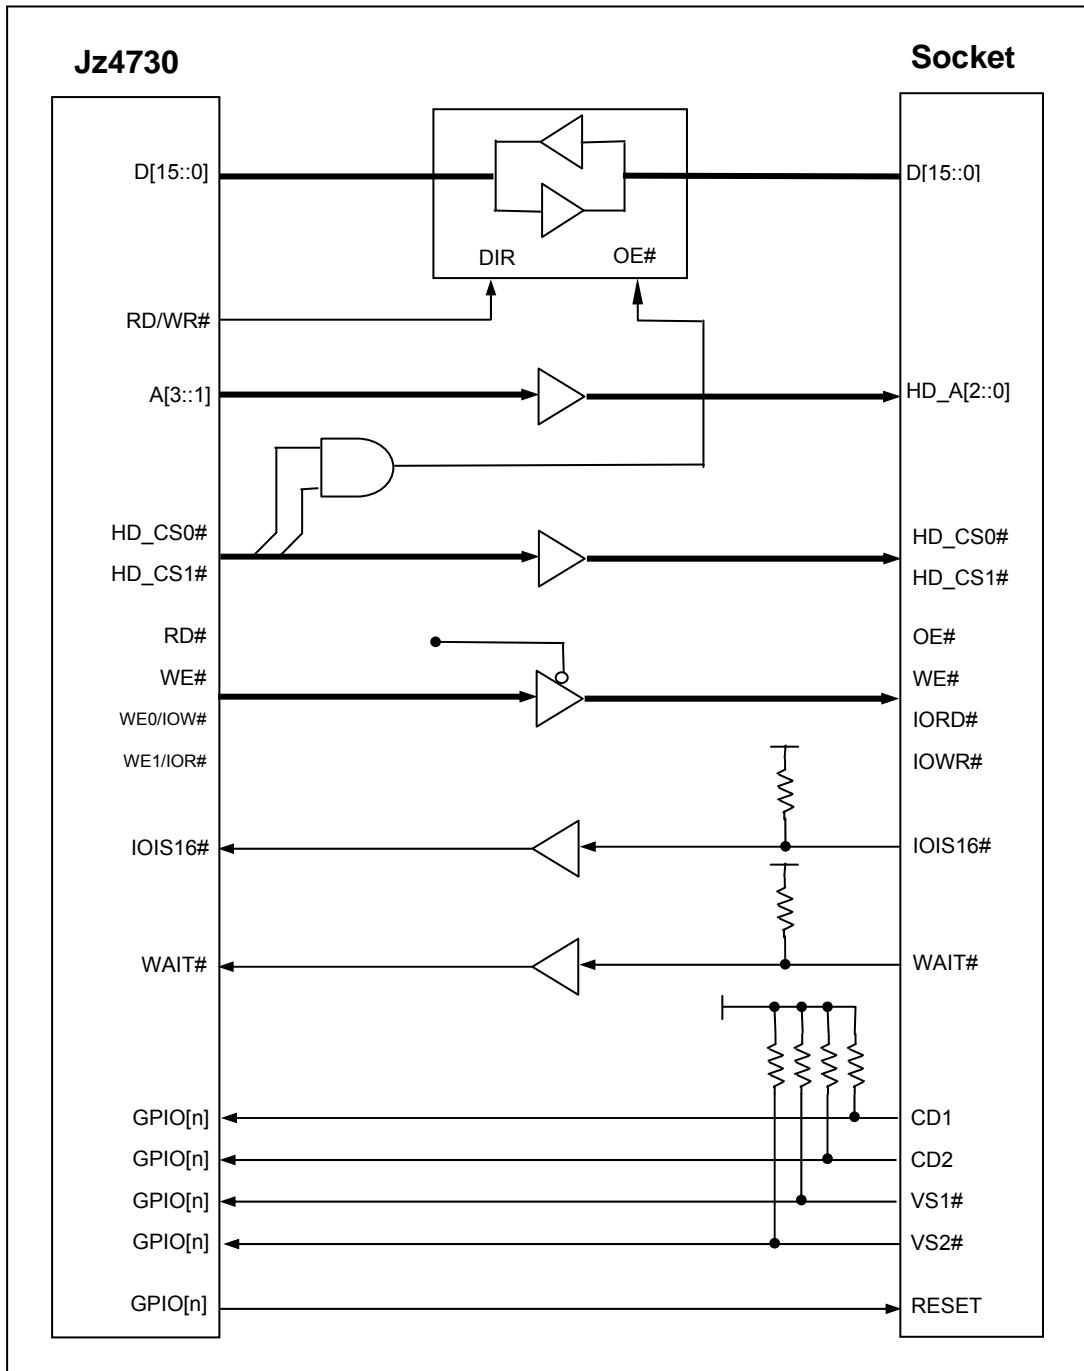 Jz4730
Socket
D[15::0]
D[15::0]
DIR
OE#
RD/WR#
A[3::1]
HD_A[2::0]
HD_CS0#
HD_CS0#
HD_CS1#
HD_CS1#
RD#
OE#
WE#
WE#
WE0/IOW#
IORD#
WE1/IOR#
IOWR#
IOIS16#
IOIS16#
WAIT#
WAIT#
GPIO[n]
CD1
GPIO[n]
CD2
GPIO[n]
VS1#
GPIO[n]
VS2#
GPIO[n]
RESET